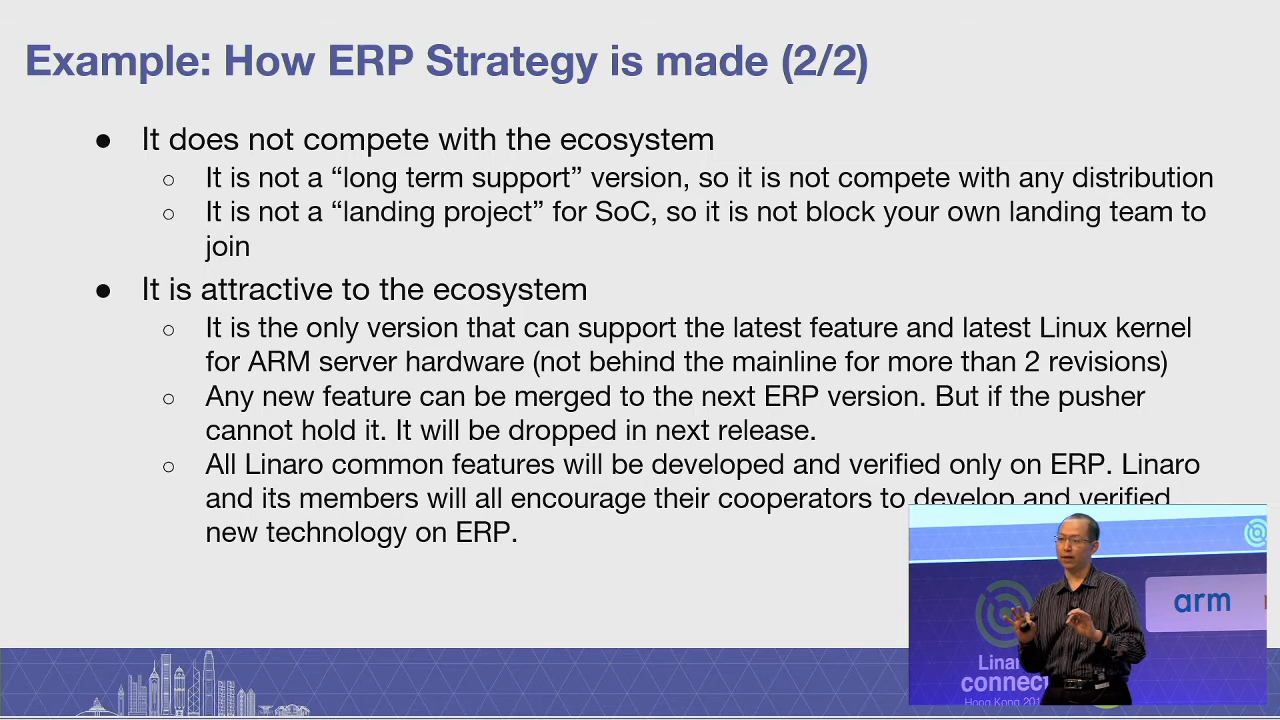 Example: How ERP Strategy is made (2/2)
● It does not compete with the ecosystem
○ It is not a “long term support” version, so it is not compete with any distribution
○ It is not a “landing project” for SoC, so it is not block your own landing team to
join
● It is attractive to the ecosystem
○ It is the only version that can support the latest feature and latest Linux kernel
for ARM server hardware (not behind the mainline for more than 2 revisions)
○ Any new feature can be merged to the next ERP version. But if the pusher
cannot hold it. It will be dropped in next release.
○ All Linaro common features will be developed and verified only on ERP. Linaro
and its members will all encourage their cooperators to develop and verified
new technology on ERP.
arm
connect
Hong Kong